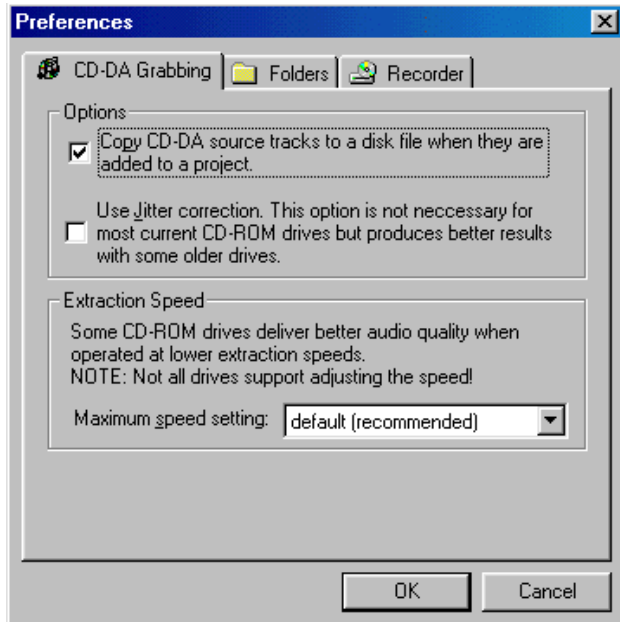 Preferences
CD-DA Grabbing Folders Recorder
Options
Copy CD-DA source tracks to a disk file when they are
added to a project.
Use Jitter correction. This option is not neccessary for
most current CD-ROM drives but produces better results
with some older drives.
Extraction Speed
Some CD-ROM drives deliver better audio quality when
operated at lower extraction speeds.
NOTE: Not all drives support adjusting the speed!
Maximum speed setting: default (recommended)
OK Cancel